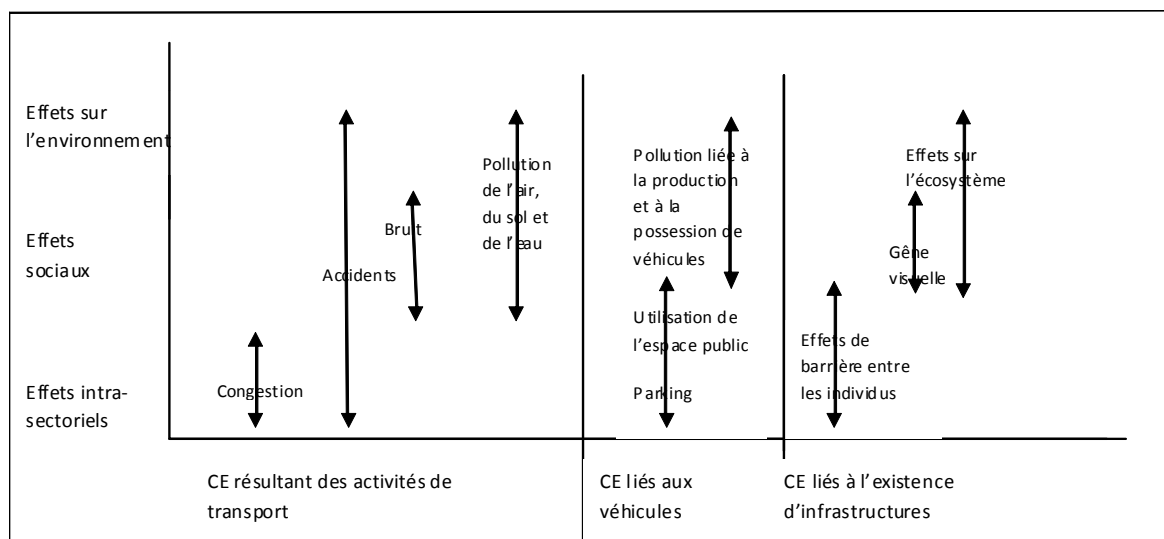 Effets sur
l'environnement
Effets
sociaux
Effets intra-
sectoriels
Congestion
Accidents
Bruit
Pollution
de l'air,
du sol et
de l'eau
Pollution liée à
la production
et à la
possession de
véhicules
Utilisation de
l'espace public
Parking
Effets sur
l'écosystème
Gêne
visuelle
Effets de
barrière entre
les individus
CE résultant des activités de
transport
CE liés aux
véhicules
CE liés à l'existence
d'infrastructures